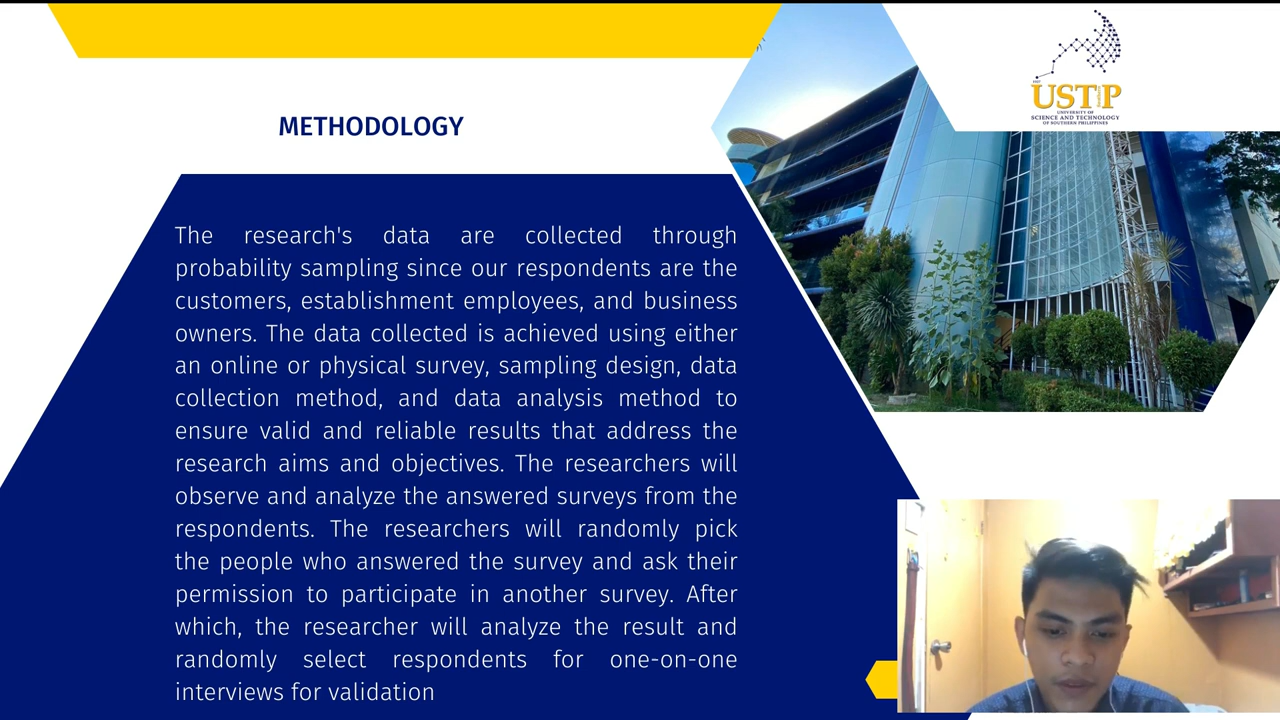 METHODOLOGY
The research's data are collected through
probability sampling since our respondents are the
customers, establishment employees, and business
owners. The data collected is achieved using either
an online or physical survey, sampling design, data
collection method, and data analysis method to
ensure valid and reliable results that address the
research aims and objectives. The researchers will
observe and analyze the answered surveys from the
respondents. The researchers will randomly pick
the people who answered the survey and ask their
permission to participate in another survey. After
which, the researcher will analyze the result and
randomly select respondents for one-on-one
interviews for validation
USTP
UNIVERSITY OF
SCIENCE AND TECHNOLOGY
OF SOUTHERN PHILIPPINES